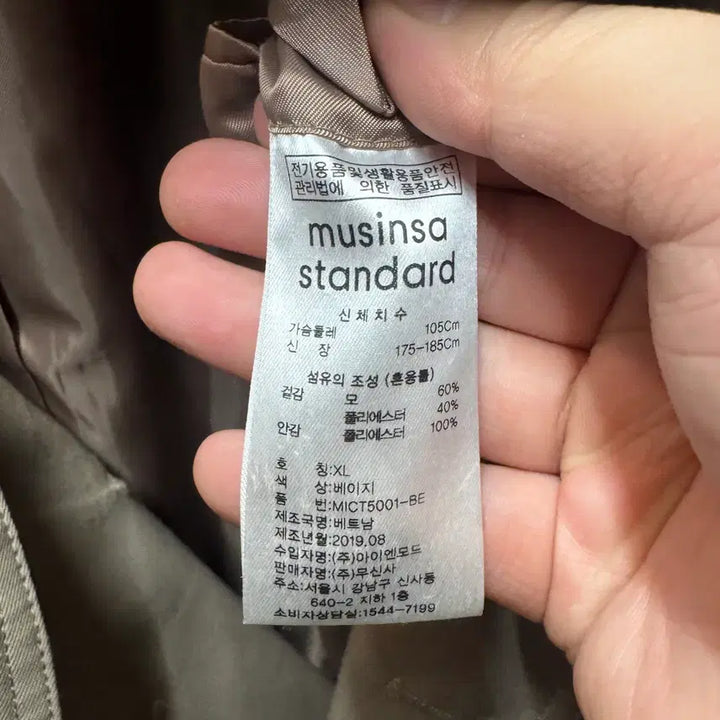 전기용품및생활용품안전
관리법에 의한 품질표시
musinsa
standard
신체치수
가슴둘레 105Cm
신 장 175-185Cm
섬유의 조성 (혼용률)
겉감 모 60%
폴리에스터 40%
안감 폴리에스터 100%
호 칭:XL
색 상:베이지
품 번:MICT5001-BE
제조국명:베트남
제조년월:2019.08
수입자명:(주)아이엔모드
판매자명:(주)무신사
주소:서울시 강남구 신사동
640-2 지하 1층
소비자상담실:1544-7199